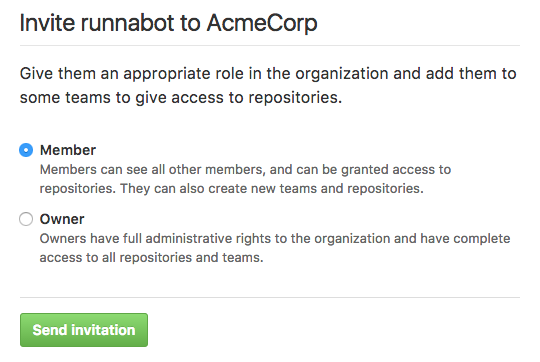 Invite runnabot to AcmeCorp
Give them an appropriate role in the organization and add them to
some teams to give access to repositories.
Member
Members can see all other members, and can be granted access to
repositories. They can also create new teams and repositories.
Owner
Owners have full administrative rights to the organization and have complete
access to all repositories and teams.
Send invitation